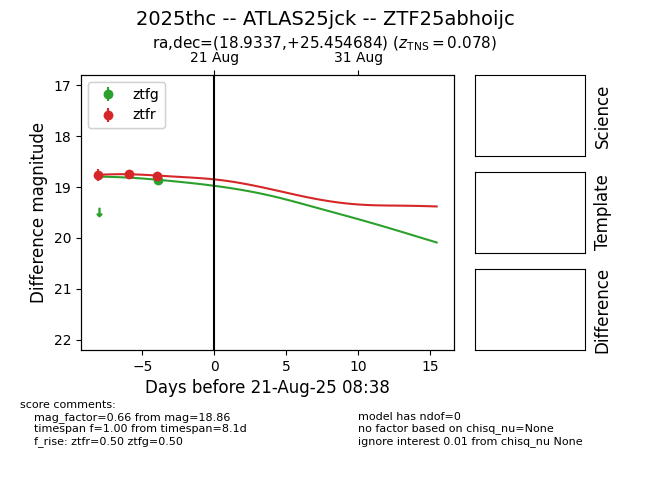 2025thc -- ATLAS25jck -- ZTF25abhoijc
ra,dec=(18.9337,+25.454684) (z_TNS = 0.078)
21 Aug 31 Aug
ztfg
ztfr
17
18
19
20
21
22
Difference magnitude
−5 0 5 10 15
Days before 21-Aug-25 08:38
Science
Template
Difference
score comments:
mag_factor=0.66 from mag=18.86
timespan f=1.00 from timespan=8.1d
f_rise: ztfr=0.50 ztfg=0.50
model has ndof=0
no factor based on chisq_nu=None
ignore interest 0.01 from chisq_nu None